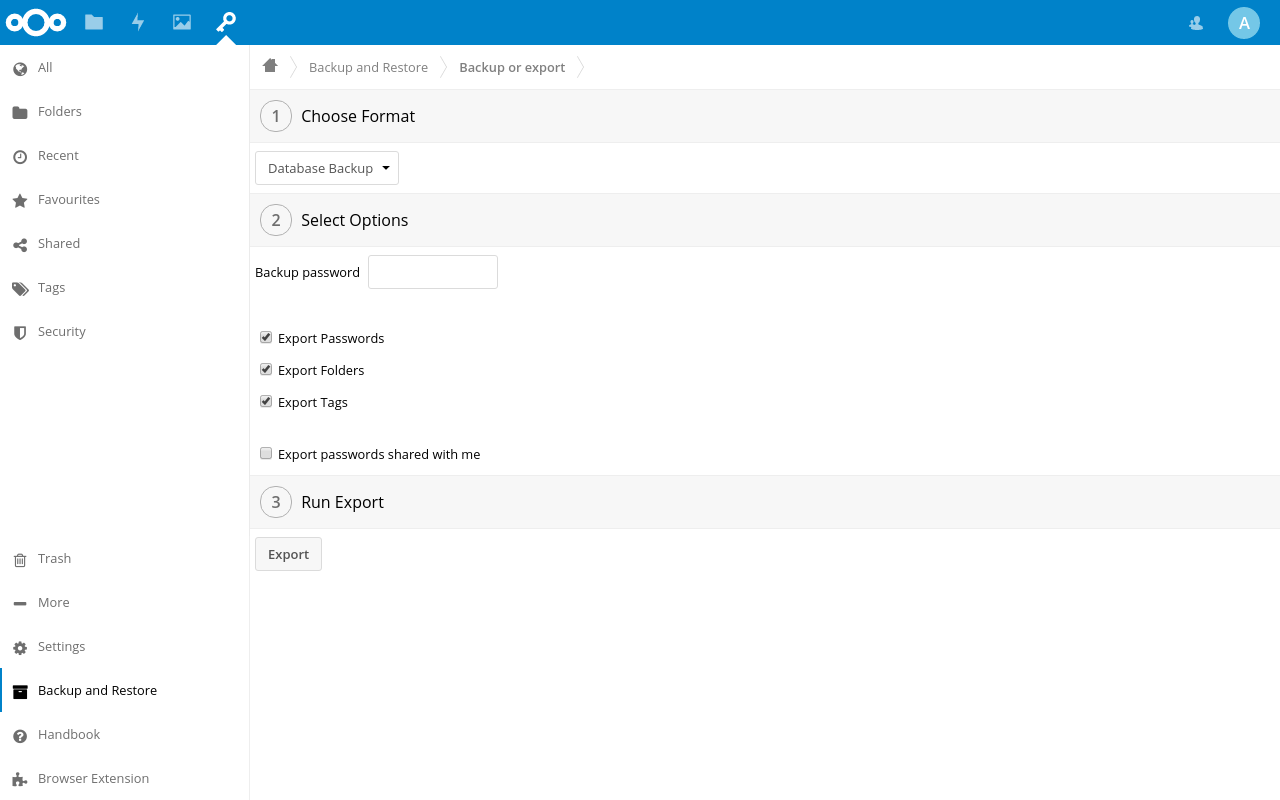 A
All
Folders
Recent
Favourites
Shared
Tags
Security
Trash
More
Settings
Backup and Restore
Handbook
Browser Extension
Backup and Restore
Backup or export
1 Choose Format
Database Backup
2 Select Options
Backup password
Export Passwords
Export Folders
Export Tags
Export passwords shared with me
3 Run Export
Export